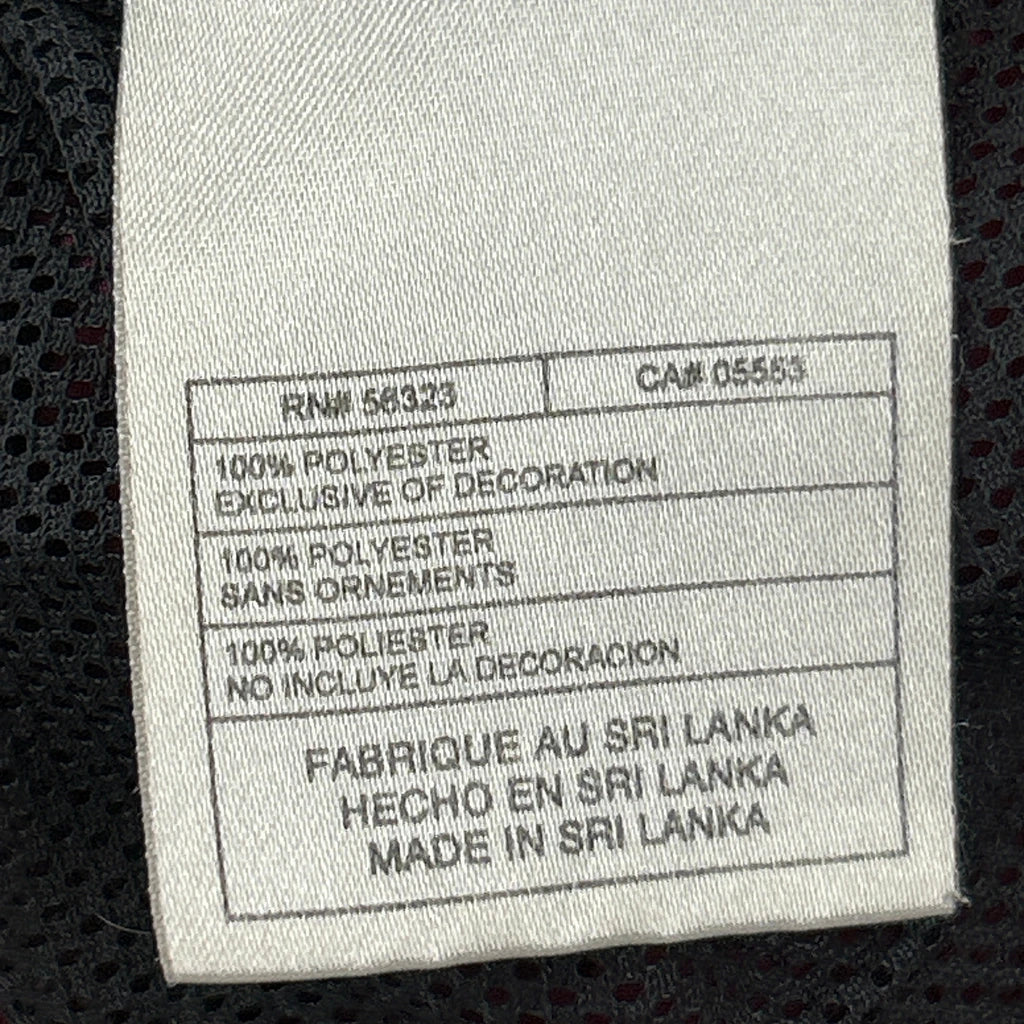 RN# 56323 CA# 05553
100% POLYESTER
EXCLUSIVE OF DECORATION
100% POLYESTER
SANS ORNEMENTS
100% POLIESTER
NO INCLUYE LA DECORACION
FABRIQUE AU SRI LANKA
HECHO EN SRI LANKA
MADE IN SRI LANKA